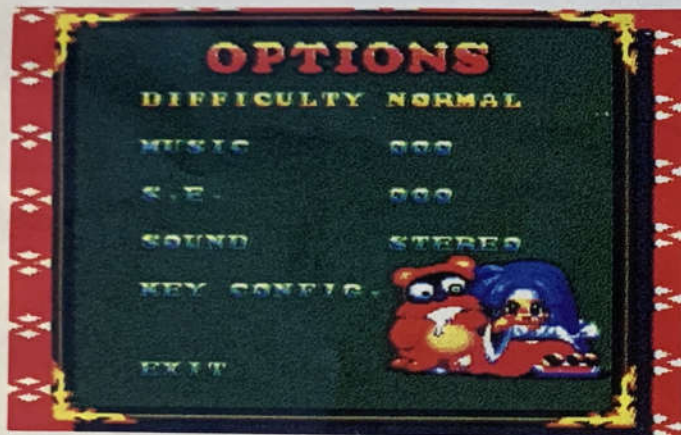 OPTIONS
DIFFICULTY NORMAL
MUSIC 000
S.E. 000
SOUND STEREO
KEY CONFIG.
EXIT